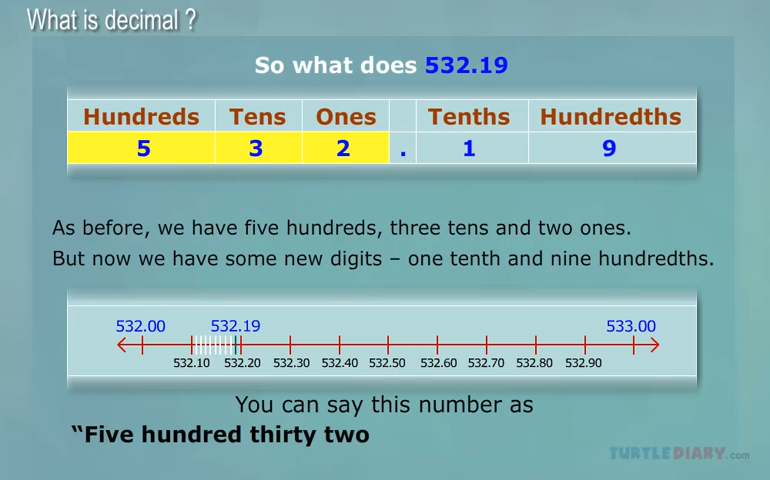 What is decimal ?
So what does 532.19
Hundreds Tens Ones Tenths Hundredths
5 3 2 . 1 9
As before, we have five hundreds, three tens and two ones.
But now we have some new digits – one tenth and nine hundredths.
532.00 532.19 533.00
532.10 532.20 532.30 532.40 532.50 532.60 532.70 532.80 532.90
You can say this number as
“Five hundred thirty two
TURTLEDIARY.com